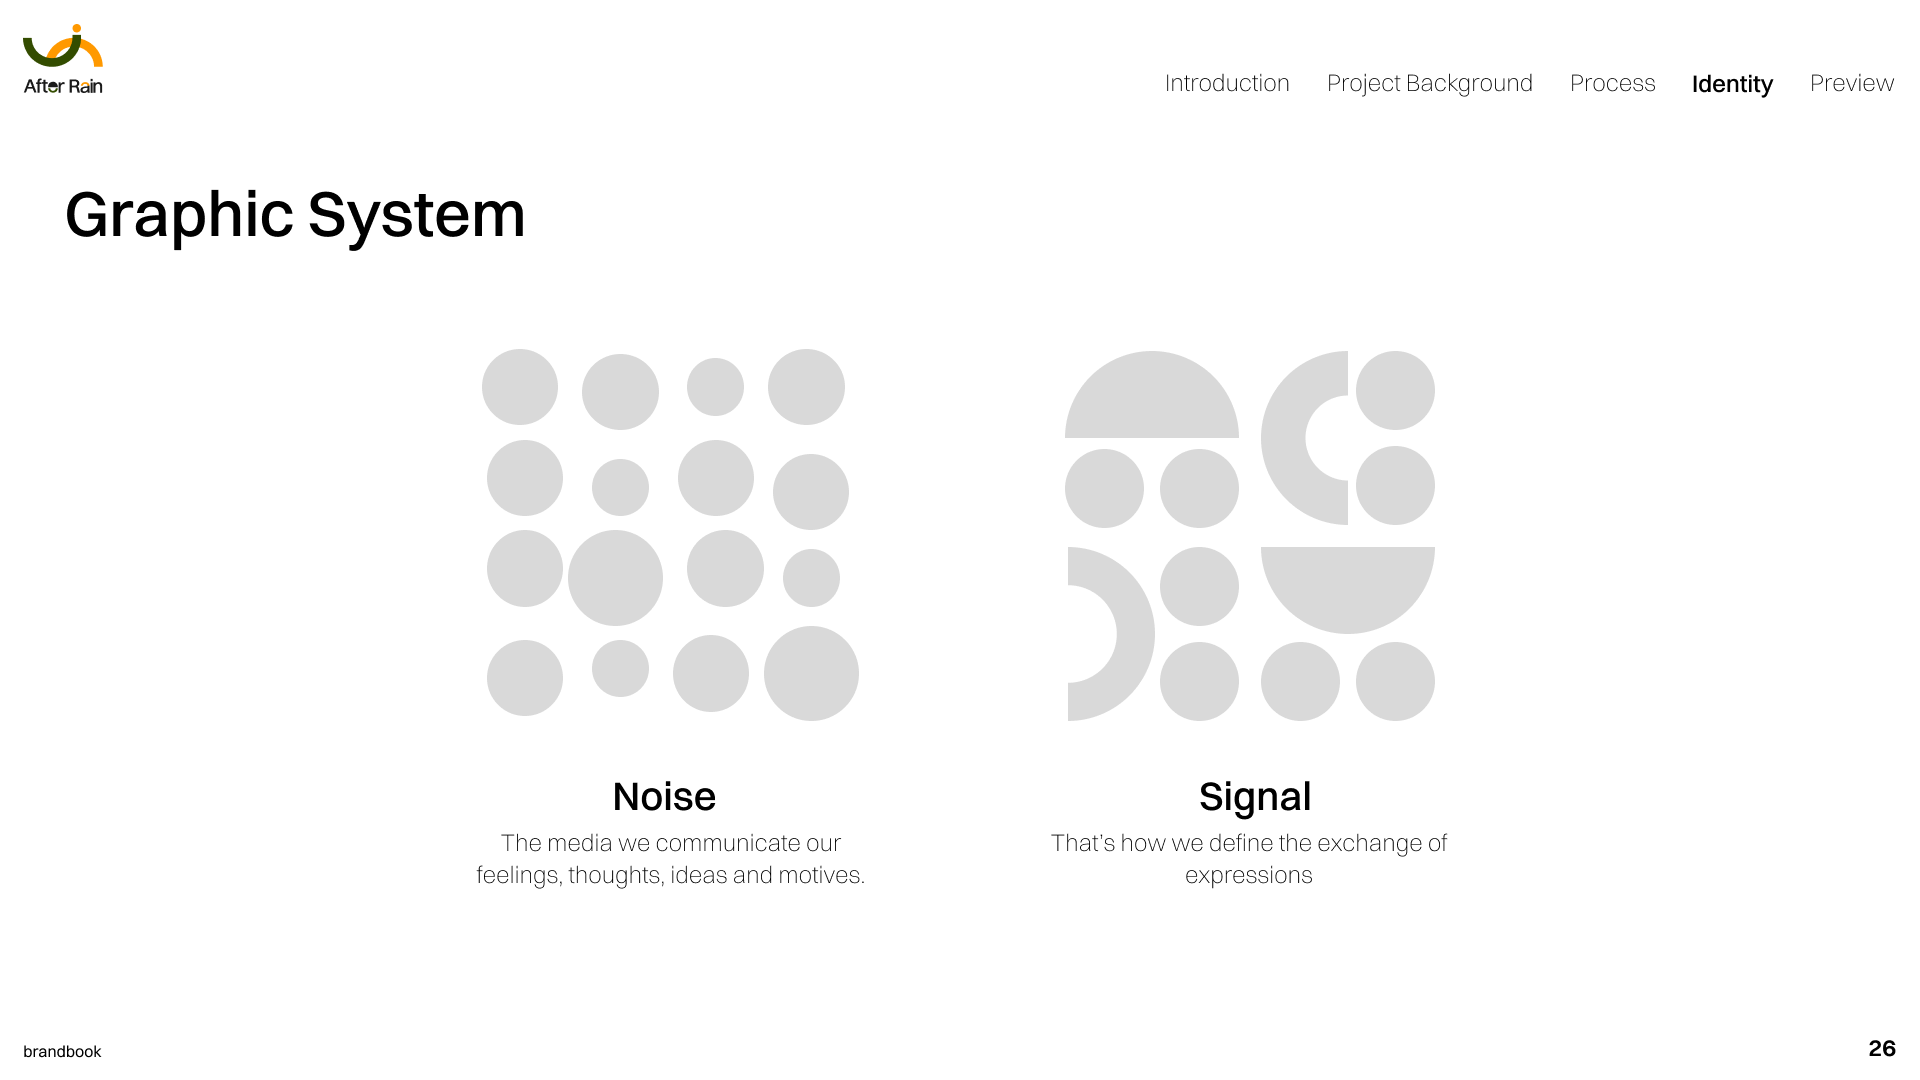 After Rain
Introduction Project Background Process Identity Preview
Graphic System
Noise
The media we communicate our
feelings, thoughts, ideas and motives.
Signal
That's how we define the exchange of
expressions
brandbook
26